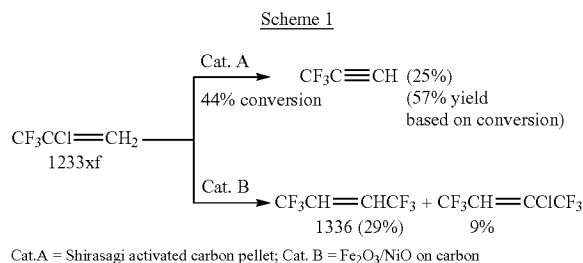 Scheme 1
Cat. A
44% conversion
CF₃C≡CH (25%)
(57% yield
based on conversion)
CF₃CCl=CH₂
1233xf
Cat. B
CF₃CH=CHCF₃ + CF₃CH=CClCF₃
1336 (29%) 9%
Cat.A = Shirasagi activated carbon pellet; Cat. B = Fe₂O₃/NiO on carbon